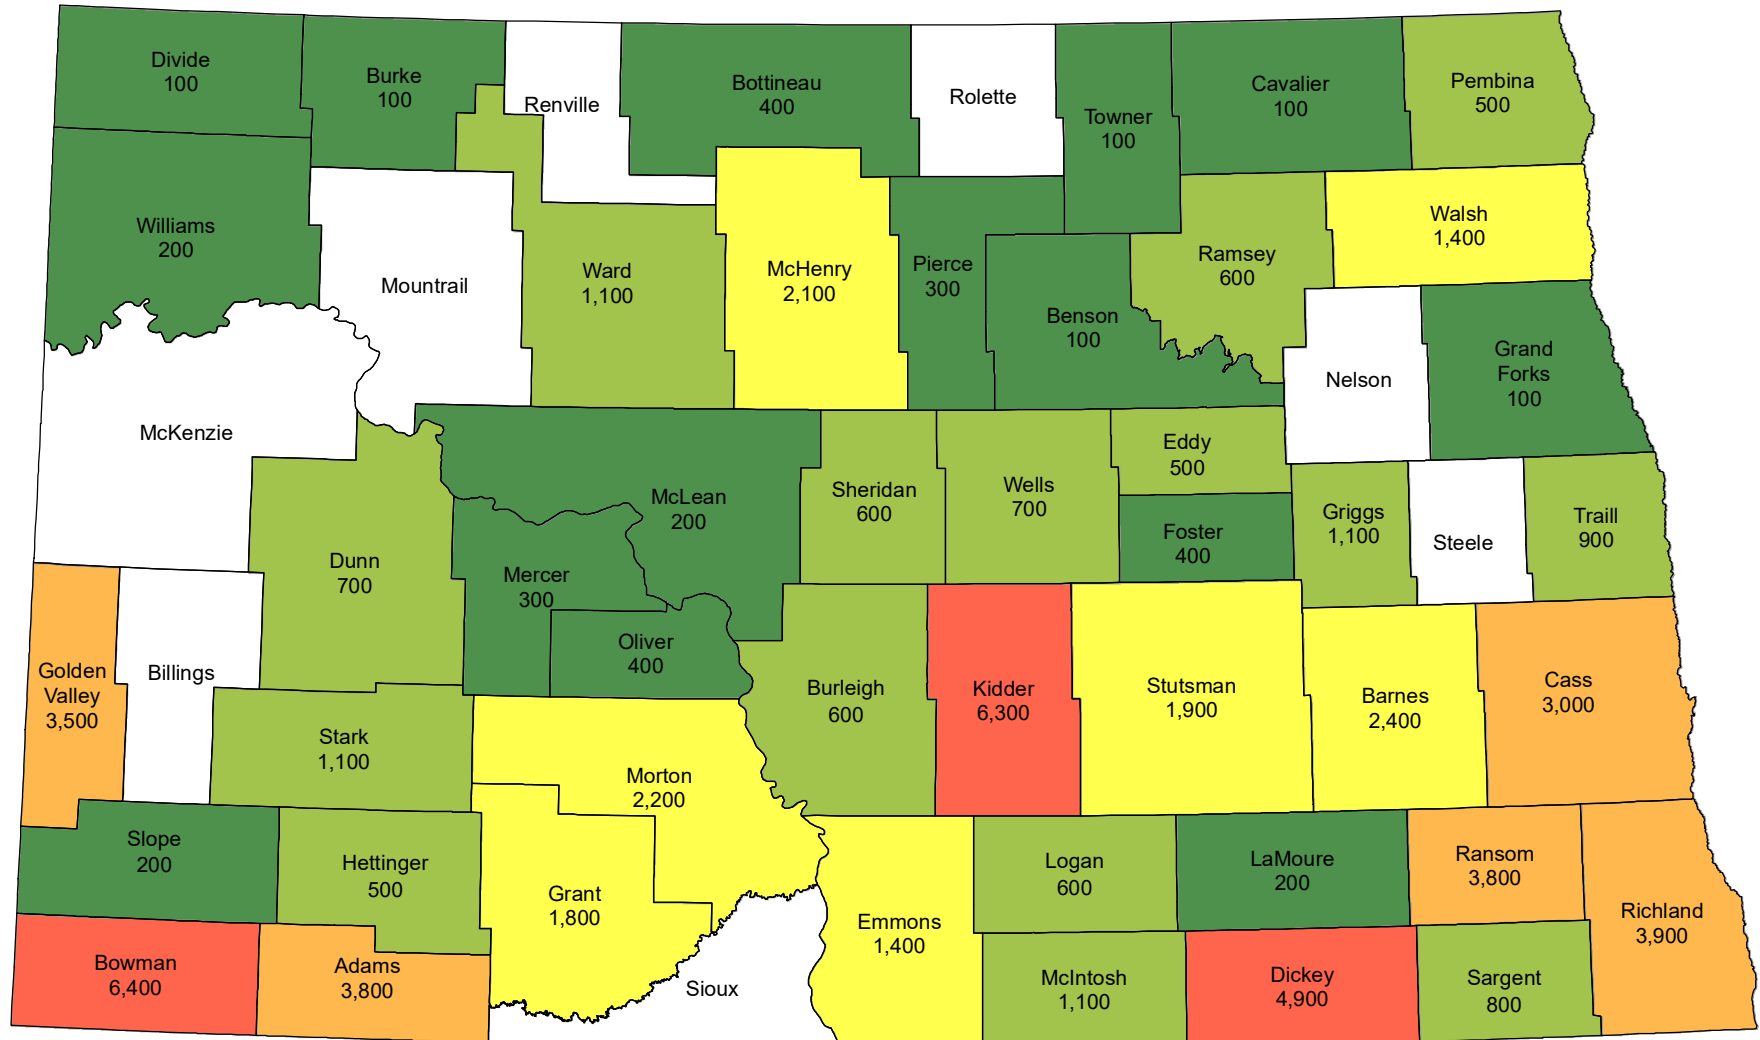 Divide
100
Burke
100
Renville
Bottineau
400
Rolette
Towner
100
Cavalier
100
Pembina
500
Williams
200
Mountrail
Ward
1,100
McHenry
2,100
Pierce
300
Benson
100
Ramsey
600
Walsh
1,400
Nelson
Grand
Forks
100
McKenzie
Dunn
700
McLean
200
Mercer
300
Oliver
400
Sheridan
600
Wells
700
Eddy
500
Foster
400
Griggs
1,100
Steele
Traill
900
Golden
Valley
3,500
Billings
Stark
1,100
Morton
2,200
Burleigh
600
Kidder
6,300
Stutsman
1,900
Barnes
2,400
Cass
3,000
Slope
200
Hettinger
500
Grant
1,800
Emmons
1,400
Logan
600
LaMoure
200
Ransom
3,800
Richland
3,900
Bowman
6,400
Adams
3,800
Sioux
McIntosh
1,100
Dickey
4,900
Sargent
800